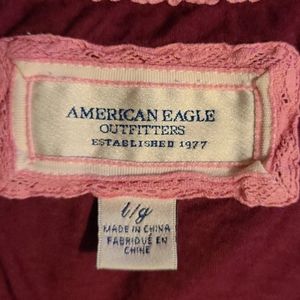 AMERICAN EAGLE
OUTFITTERS
ESTABLISHED 1977
L/g
MADE IN CHINA
FABRIQUÉ EN
CHINE